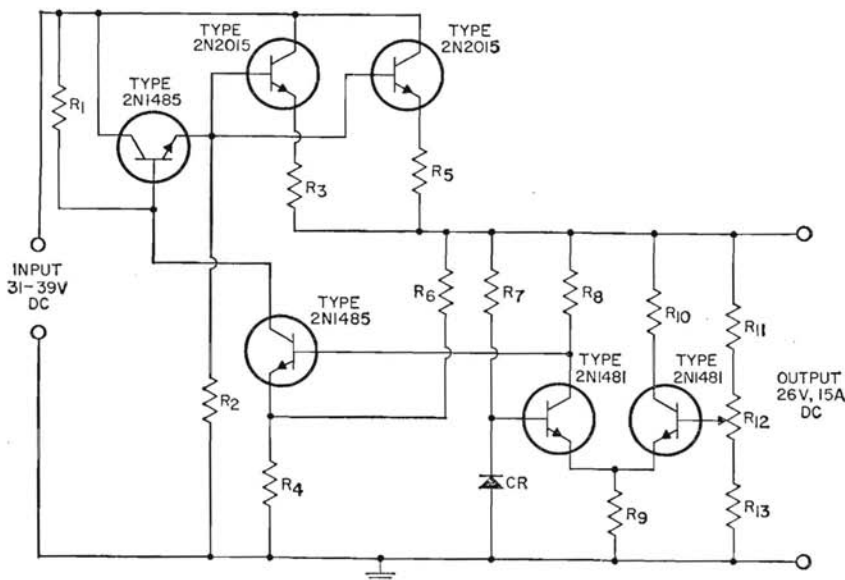 TYPE
2N2015
TYPE
2N2015
TYPE
2N1485
R1
R3
R5
INPUT
31-39V
DC
TYPE
2N1485
R6
R7
R8
R10
R11
TYPE
2N1481
TYPE
2N1481
OUTPUT
26V, 15A
DC
R2
R12
R4
CR
R9
R13